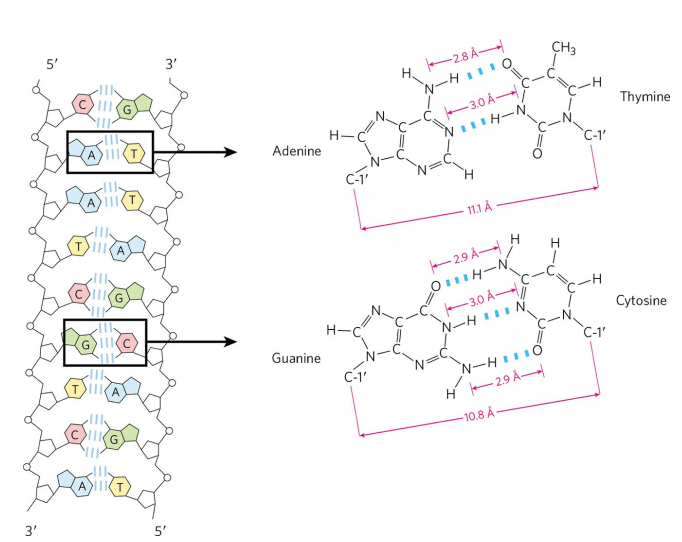 5′ 3′
C G
A T
A T
T A
C G
G C
T A
C G
A T
3′ 5′
CH₃
2.8 Å
H H O C H
N C C
3.0 Å
Thymine
N C N H N C N
H C C C
Adenine
C N C O C-1′
N H
C-1′
11.1 Å
H H
2.9 Å
N C H
O H C C
3.0 Å
Cytosine
N C N H N N
H C C C C-1′
Guanine
N C N C N H O
C-1′
H 2.9 Å
10.8 Å